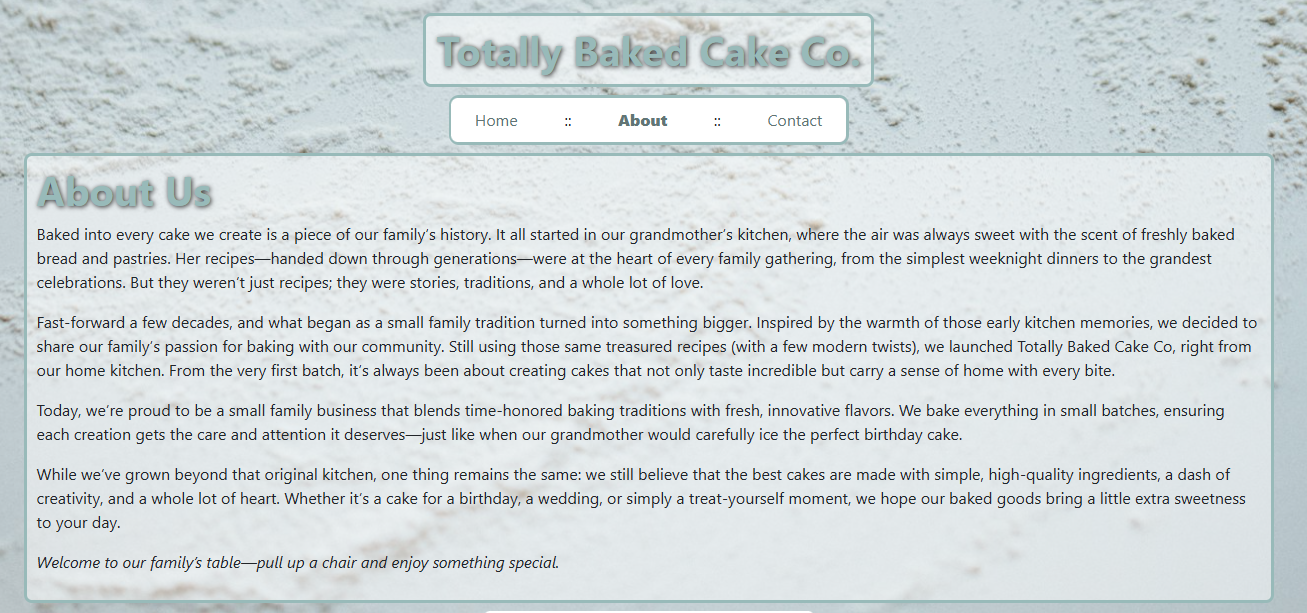 Totally Baked Cake Co.
Home :: About :: Contact
About Us
Baked into every cake we create is a piece of our family’s history. It all started in our grandmother’s kitchen, where the air was always sweet with the scent of freshly baked
bread and pastries. Her recipes—handed down through generations—were at the heart of every family gathering, from the simplest weeknight dinners to the grandest
celebrations. But they weren’t just recipes; they were stories, traditions, and a whole lot of love.
Fast-forward a few decades, and what began as a small family tradition turned into something bigger. Inspired by the warmth of those early kitchen memories, we decided to
share our family’s passion for baking with our community. Still using those same treasured recipes (with a few modern twists), we launched Totally Baked Cake Co, right from
our home kitchen. From the very first batch, it’s always been about creating cakes that not only taste incredible but carry a sense of home with every bite.
Today, we’re proud to be a small family business that blends time-honored baking traditions with fresh, innovative flavors. We bake everything in small batches, ensuring
each creation gets the care and attention it deserves—just like when our grandmother would carefully ice the perfect birthday cake.
While we’ve grown beyond that original kitchen, one thing remains the same: we still believe that the best cakes are made with simple, high-quality ingredients, a dash of
creativity, and a whole lot of heart. Whether it’s a cake for a birthday, a wedding, or simply a treat-yourself moment, we hope our baked goods bring a little extra sweetness
to your day.
Welcome to our family’s table—pull up a chair and enjoy something special.